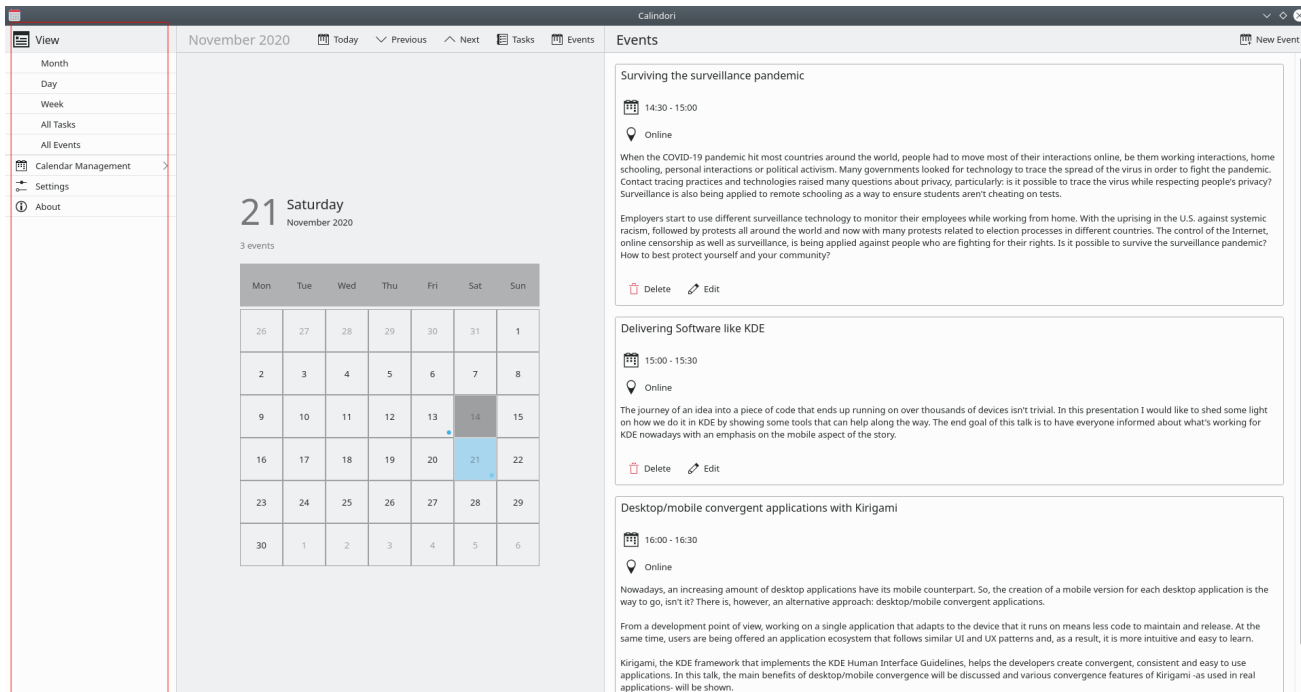 Calindori
View
Month
Day
Week
All Tasks
All Events
Calendar Management
Settings
About
November 2020 Today Previous Next Tasks Events
21 Saturday
November 2020
3 events
Mon Tue Wed Thu Fri Sat Sun
26 27 28 29 30 31 1
2 3 4 5 6 7 8
9 10 11 12 13 14 15
16 17 18 19 20 21 22
23 24 25 26 27 28 29
30 1 2 3 4 5 6
Events New Event
Surviving the surveillance pandemic
14:30 - 15:00
Online
When the COVID-19 pandemic hit most countries around the world, people had to move most of their interactions online, be them working interactions, home
schooling, personal interactions or political activism. Many governments looked for technology to trace the spread of the virus in order to fight the pandemic.
Contact tracing practices and technologies raised many questions about privacy, particularly: is it possible to trace the virus while respecting people's privacy?
Surveillance is also being applied to remote schooling as a way to ensure students aren't cheating on tests.
Employers start to use different surveillance technology to monitor their employees while working from home. With the uprising in the U.S. against systemic
racism, followed by protests all around the world and now with many protests related to election processes in different countries. The control of the Internet,
online censorship as well as surveillance, is being applied against people who are fighting for their rights. Is it possible to survive the surveillance pandemic?
How to best protect yourself and your community?
Delete Edit
Delivering Software like KDE
15:00 - 15:30
Online
The journey of an idea into a piece of code that ends up running on over thousands of devices isn't trivial. In this presentation I would like to shed some light
on how we do it in KDE by showing some tools that can help along the way. The end goal of this talk is to have everyone informed about what's working for
KDE nowadays with an emphasis on the mobile aspect of the story.
Delete Edit
Desktop/mobile convergent applications with Kirigami
16:00 - 16:30
Online
Nowadays, an increasing amount of desktop applications have its mobile counterpart. So, the creation of a mobile version for each desktop application is the
way to go, isn't it? There is, however, an alternative approach: desktop/mobile convergent applications.
From a development point of view, working on a single application that adapts to the device that it runs on means less code to maintain and release. At the
same time, users are being offered an application ecosystem that follows similar UI and UX patterns and, as a result, it is more intuitive and easy to learn.
Kirigami, the KDE framework that implements the KDE Human Interface Guidelines, helps the developers create convergent, consistent and easy to use
applications. In this talk, the main benefits of desktop/mobile convergence will be discussed and various convergence features of Kirigami -as used in real
applications- will be shown.